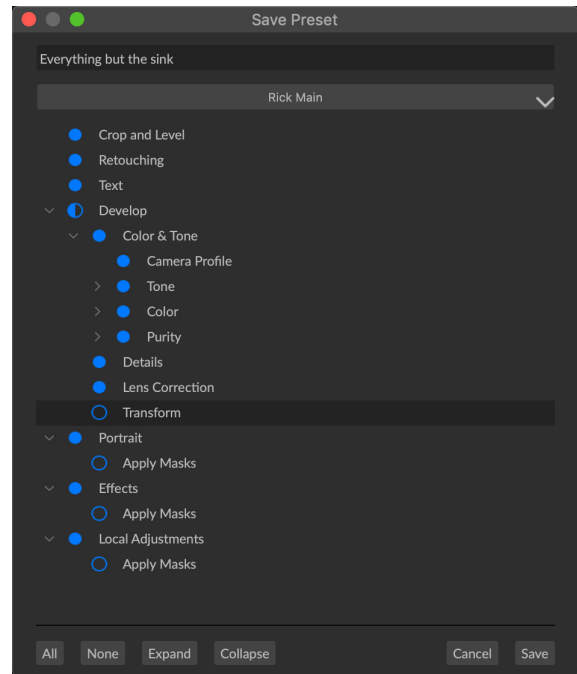 Save Preset
Everything but the sink
Rick Main
Crop and Level
Retouching
Text
Develop
Color & Tone
Camera Profile
Tone
Color
Purity
Details
Lens Correction
Transform
Portrait
Apply Masks
Effects
Apply Masks
Local Adjustments
Apply Masks
All None Expand Collapse Cancel Save